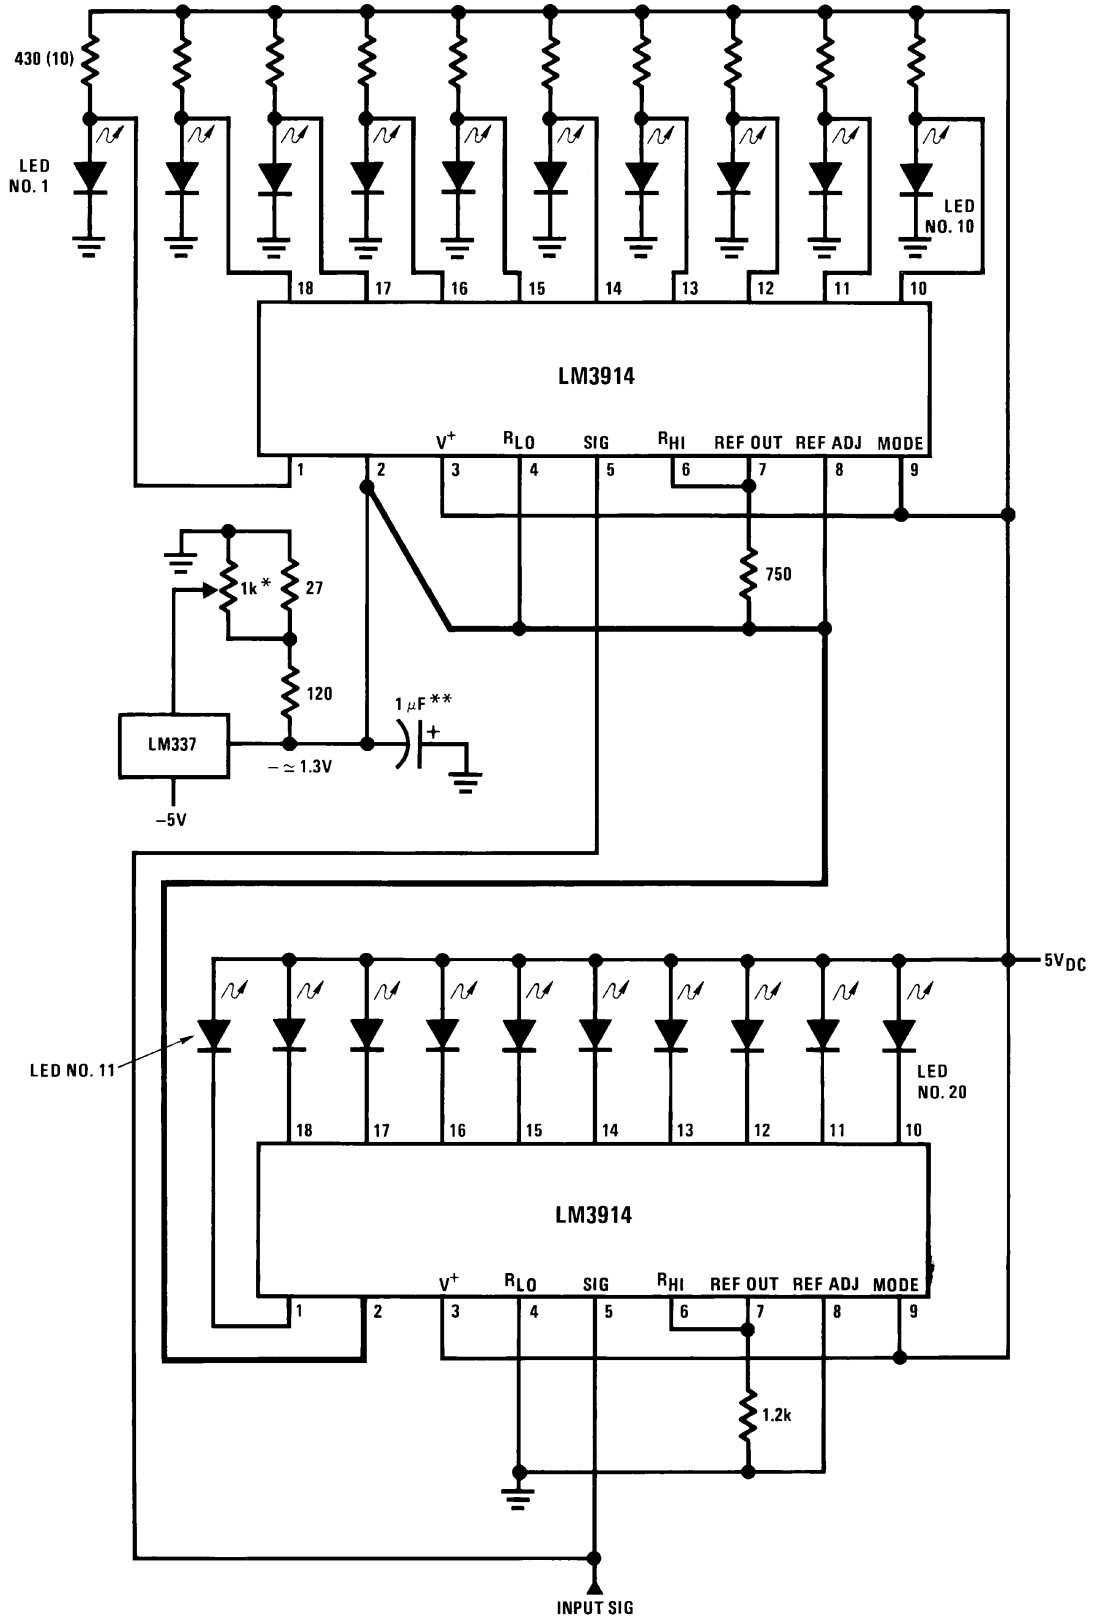 430 (10)
LED
NO. 1
LED
NO. 10
18 17 16 15 14 13 12 11 10
LM3914
V+ RLO SIG RHI REF OUT REF ADJ MODE
1 2 3 4 5 6 7 8 9
1k* 27
750
120
1 µF**
+
LM337
– ≃ 1.3V
–5V
5VDC
LED NO. 11
LED
NO. 20
18 17 16 15 14 13 12 11 10
LM3914
V+ RLO SIG RHI REF OUT REF ADJ MODE
1 2 3 4 5 6 7 8 9
1.2k
INPUT SIG